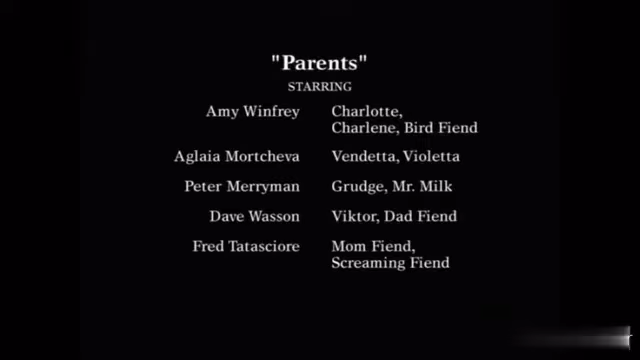 "Parents"
STARRING
Amy Winfrey Charlotte,
Charlene, Bird Fiend
Aglaia Mortcheva Vendetta, Violetta
Peter Merryman Grudge, Mr. Milk
Dave Wasson Viktor, Dad Fiend
Fred Tatasciore Mom Fiend,
Screaming Fiend